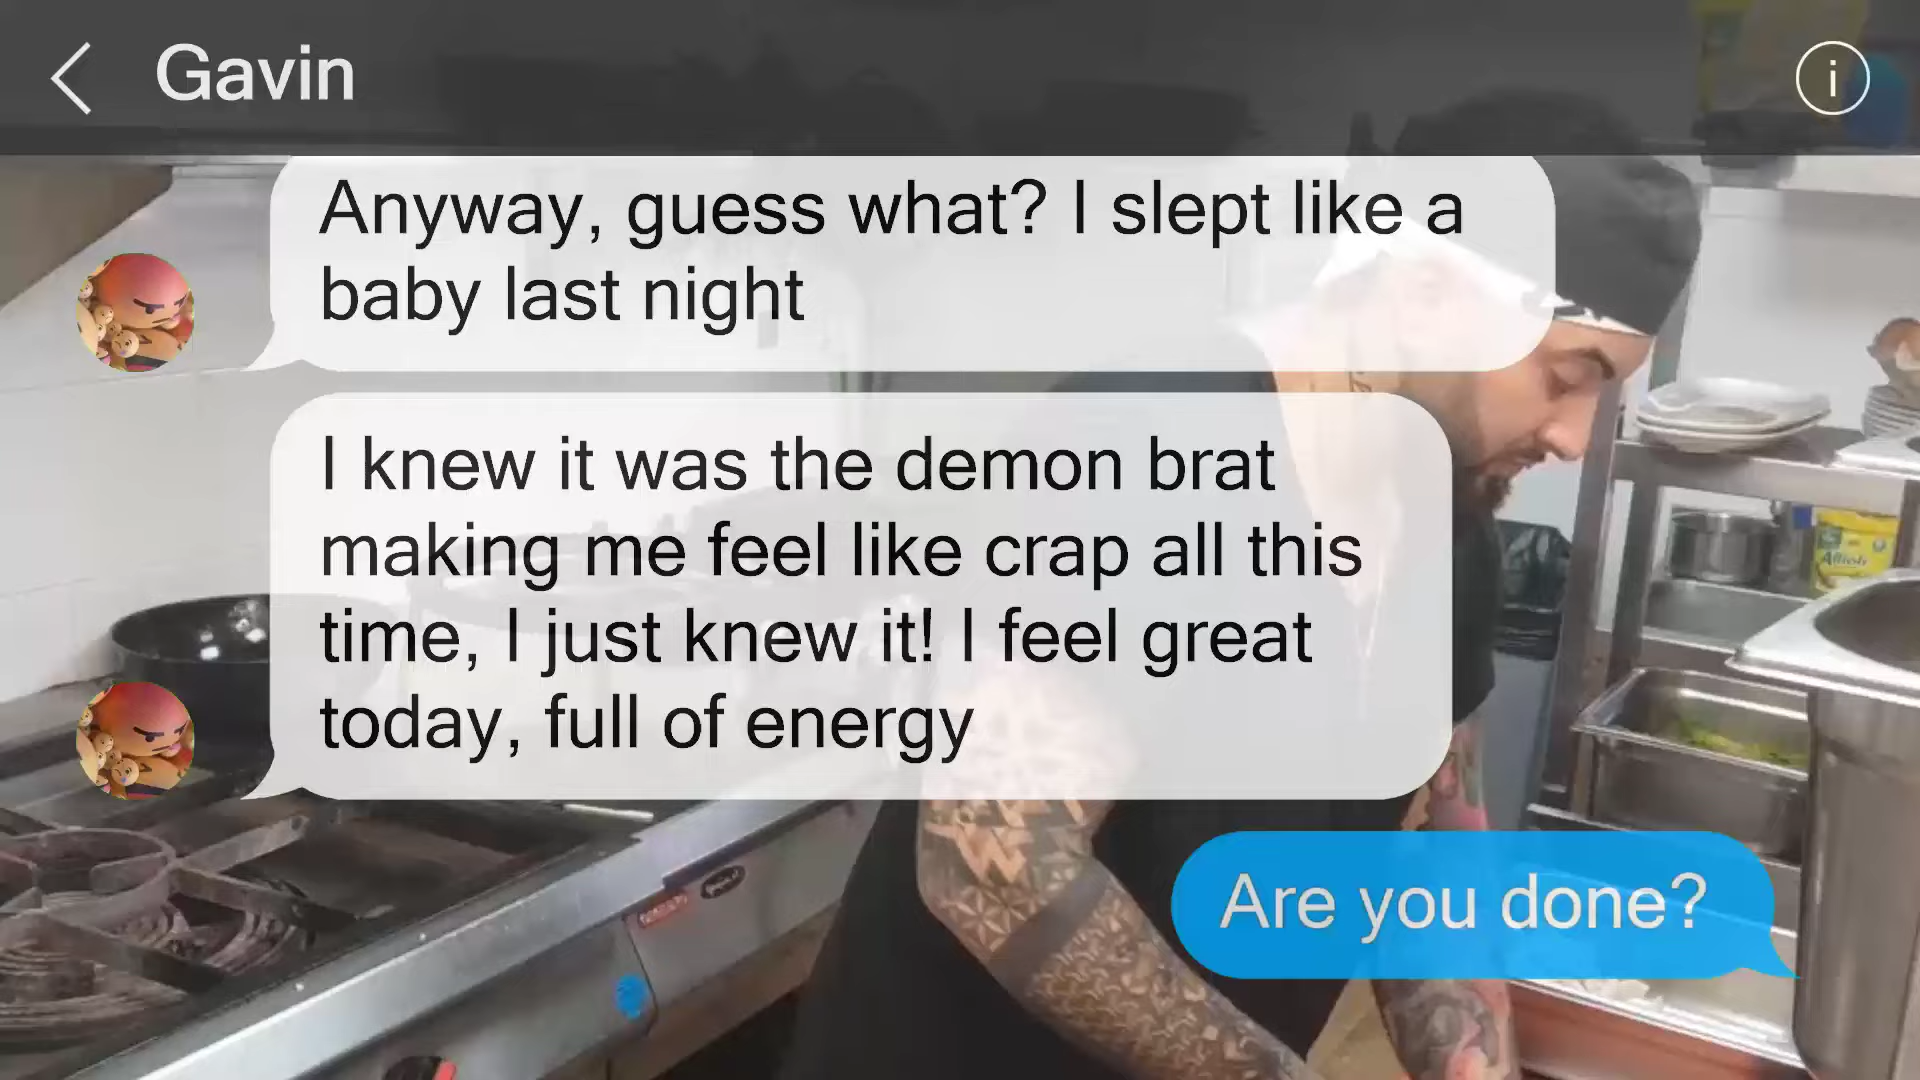 Gavin
Anyway, guess what? I slept like a
baby last night
I knew it was the demon brat
making me feel like crap all this
time, I just knew it! I feel great
today, full of energy
Are you done?